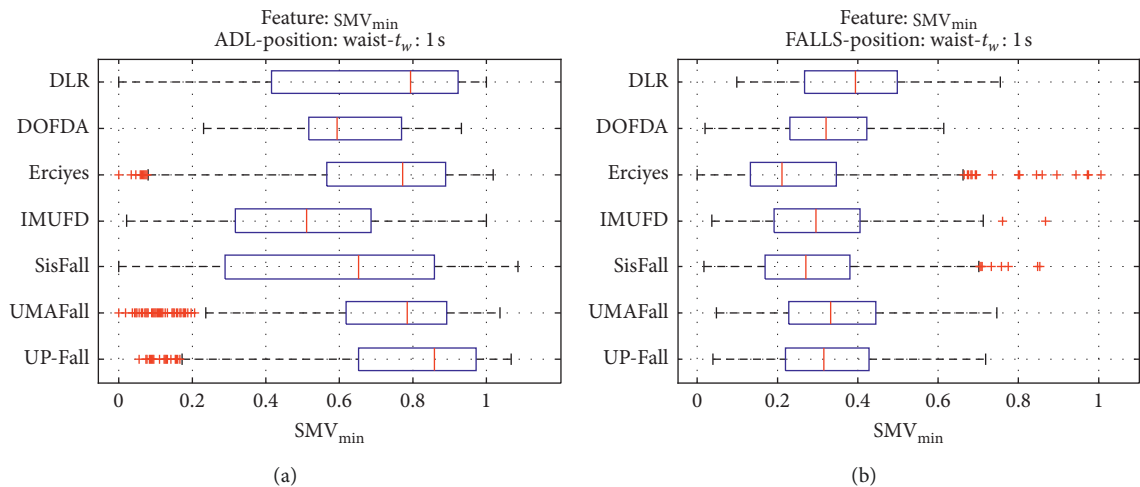 Feature: SMVmin
ADL-position: waist-tw: 1 s
DLR
DOFDA
Erciyes
IMUFD
SisFall
UMAFall
UP-Fall
0 0.2 0.4 0.6 0.8 1
SMVmin
(a)
Feature: SMVmin
FALLS-position: waist-tw: 1 s
DLR
DOFDA
Erciyes
IMUFD
SisFall
UMAFall
UP-Fall
0 0.2 0.4 0.6 0.8 1
SMVmin
(b)